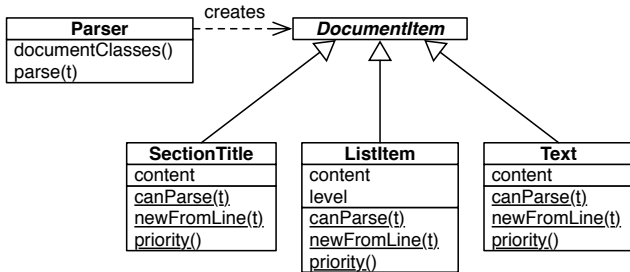 creates
Parser
documentClasses()
parse(t)
DocumentItem
SectionTitle
content
canParse(t)
newFromLine(t)
priority()
ListItem
content
level
canParse(t)
newFromLine(t)
priority()
Text
content
canParse(t)
newFromLine(t)
priority()